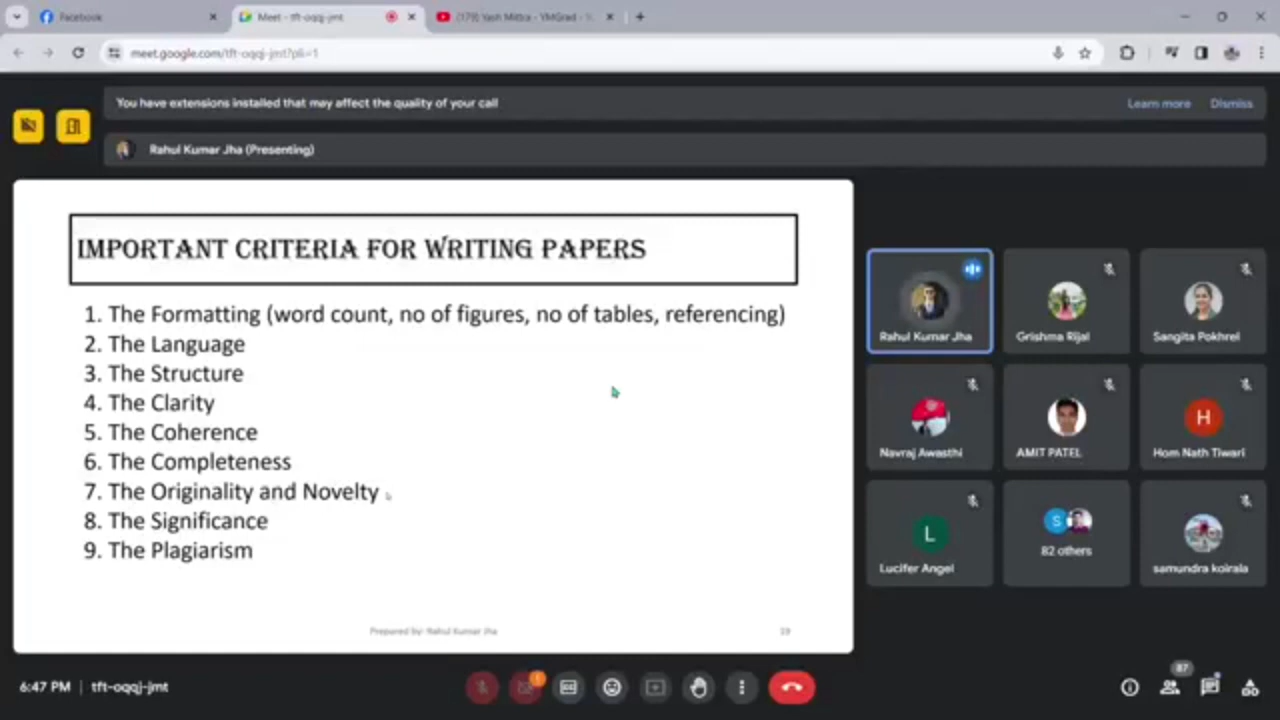 Facebook
Meet - tft-oqqj-jmt
(179) Yash Mittra - YMGrad -
meet.google.com/tft-oqqj-jmt?pli=1
You have extensions installed that may affect the quality of your call
Learn more
Dismiss
Rahul Kumar Jha (Presenting)
IMPORTANT CRITERIA FOR WRITING PAPERS
1. The Formatting (word count, no of figures, no of tables, referencing)
2. The Language
3. The Structure
4. The Clarity
5. The Coherence
6. The Completeness
7. The Originality and Novelty
8. The Significance
9. The Plagiarism
Prepared by: Rahul Kumar Jha
Rahul Kumar Jha
Grishma Rijal
Sangita Pokhrel
Navraj Awasthi
AMIT PATEL
H
Hom Nath Tiwari
L
Lucifer Angel
S
82 others
samundra koirala
6:47 PM | tft-oqqj-jmt
1
87